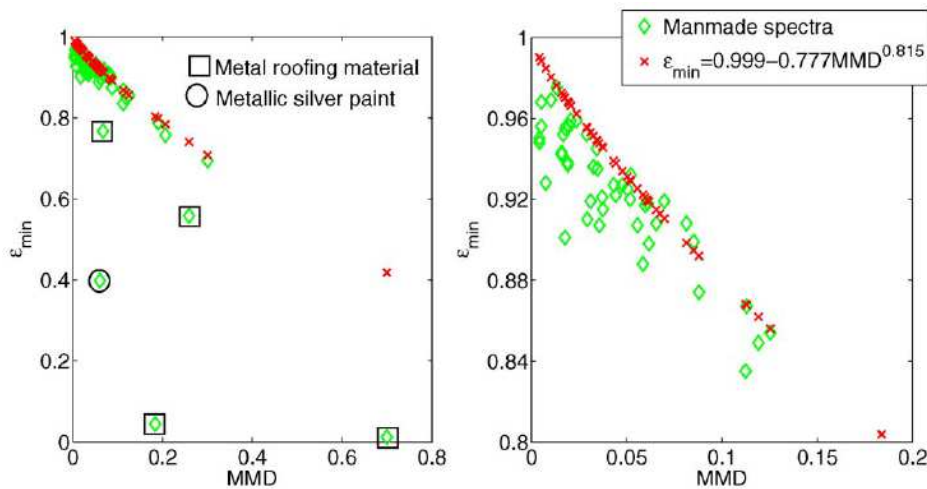 1
0.8
0.6
0.4
0.2
0
ε_min
0 0.2 0.4 0.6 0.8
MMD
Metal roofing material
Metallic silver paint
Manmade spectra
ε_min=0.999−0.777MMD^0.815
1
0.96
0.92
0.88
0.84
0.8
ε_min
0 0.05 0.1 0.15 0.2
MMD